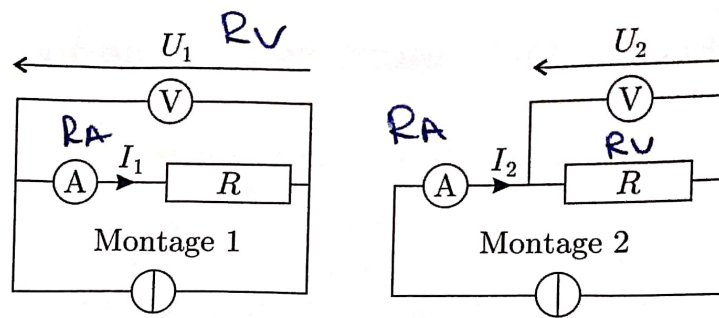 U₁ RV
V
RA
A I₁ R
Montage 1
U₂
V
RA
RV
A I₂ R
Montage 2